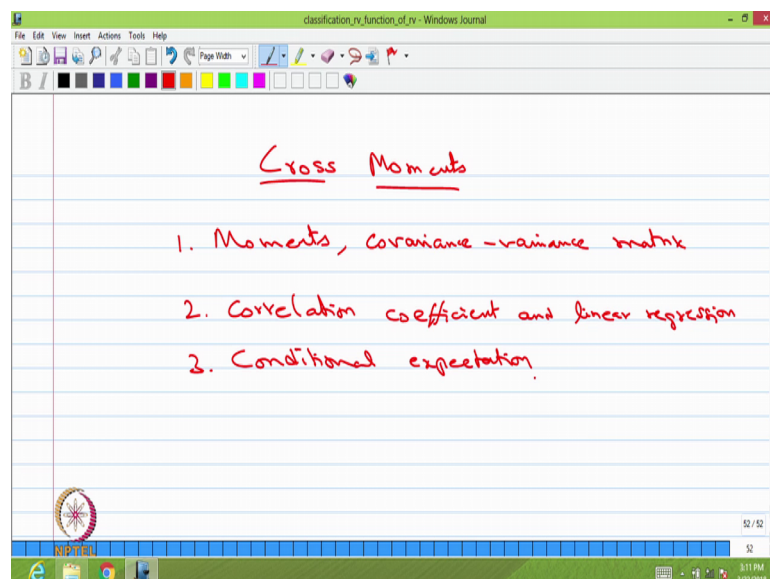 classification_rv_function_of_rv - Windows Journal
File Edit View Insert Actions Tools Help
Page Width
B I
Cross Moments
1. Moments, covariance-variance matrix
2. Correlation coefficient and linear regression
3. Conditional expectation.
NPTEL
52 / 52
52
3:11 PM